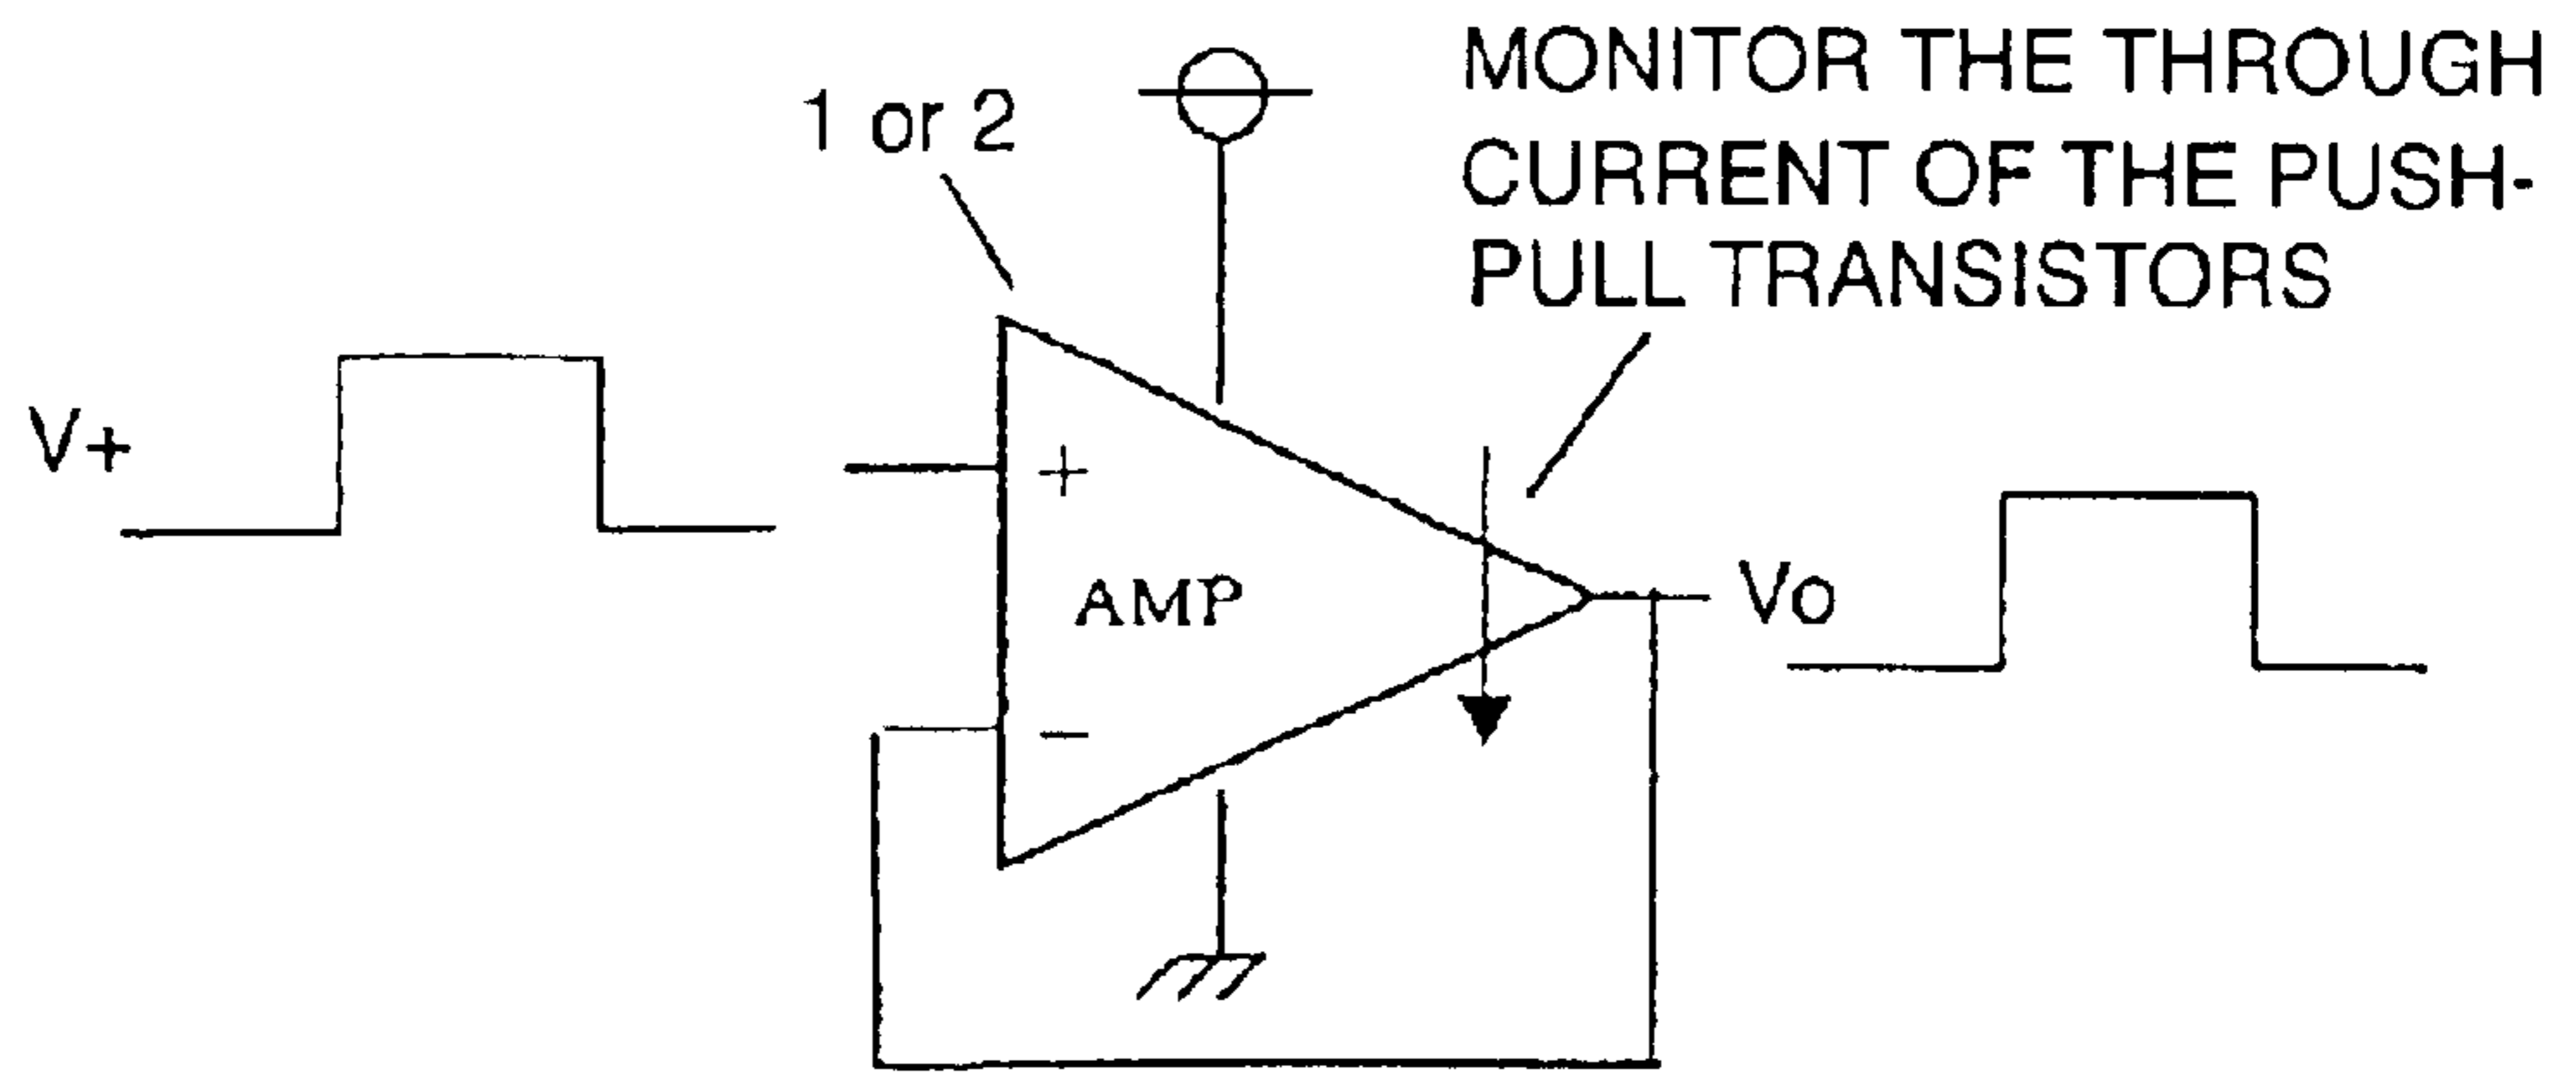 MONITOR THE THROUGH
CURRENT OF THE PUSH-
PULL TRANSISTORS
1 or 2
V+
+
AMP
Vo
−